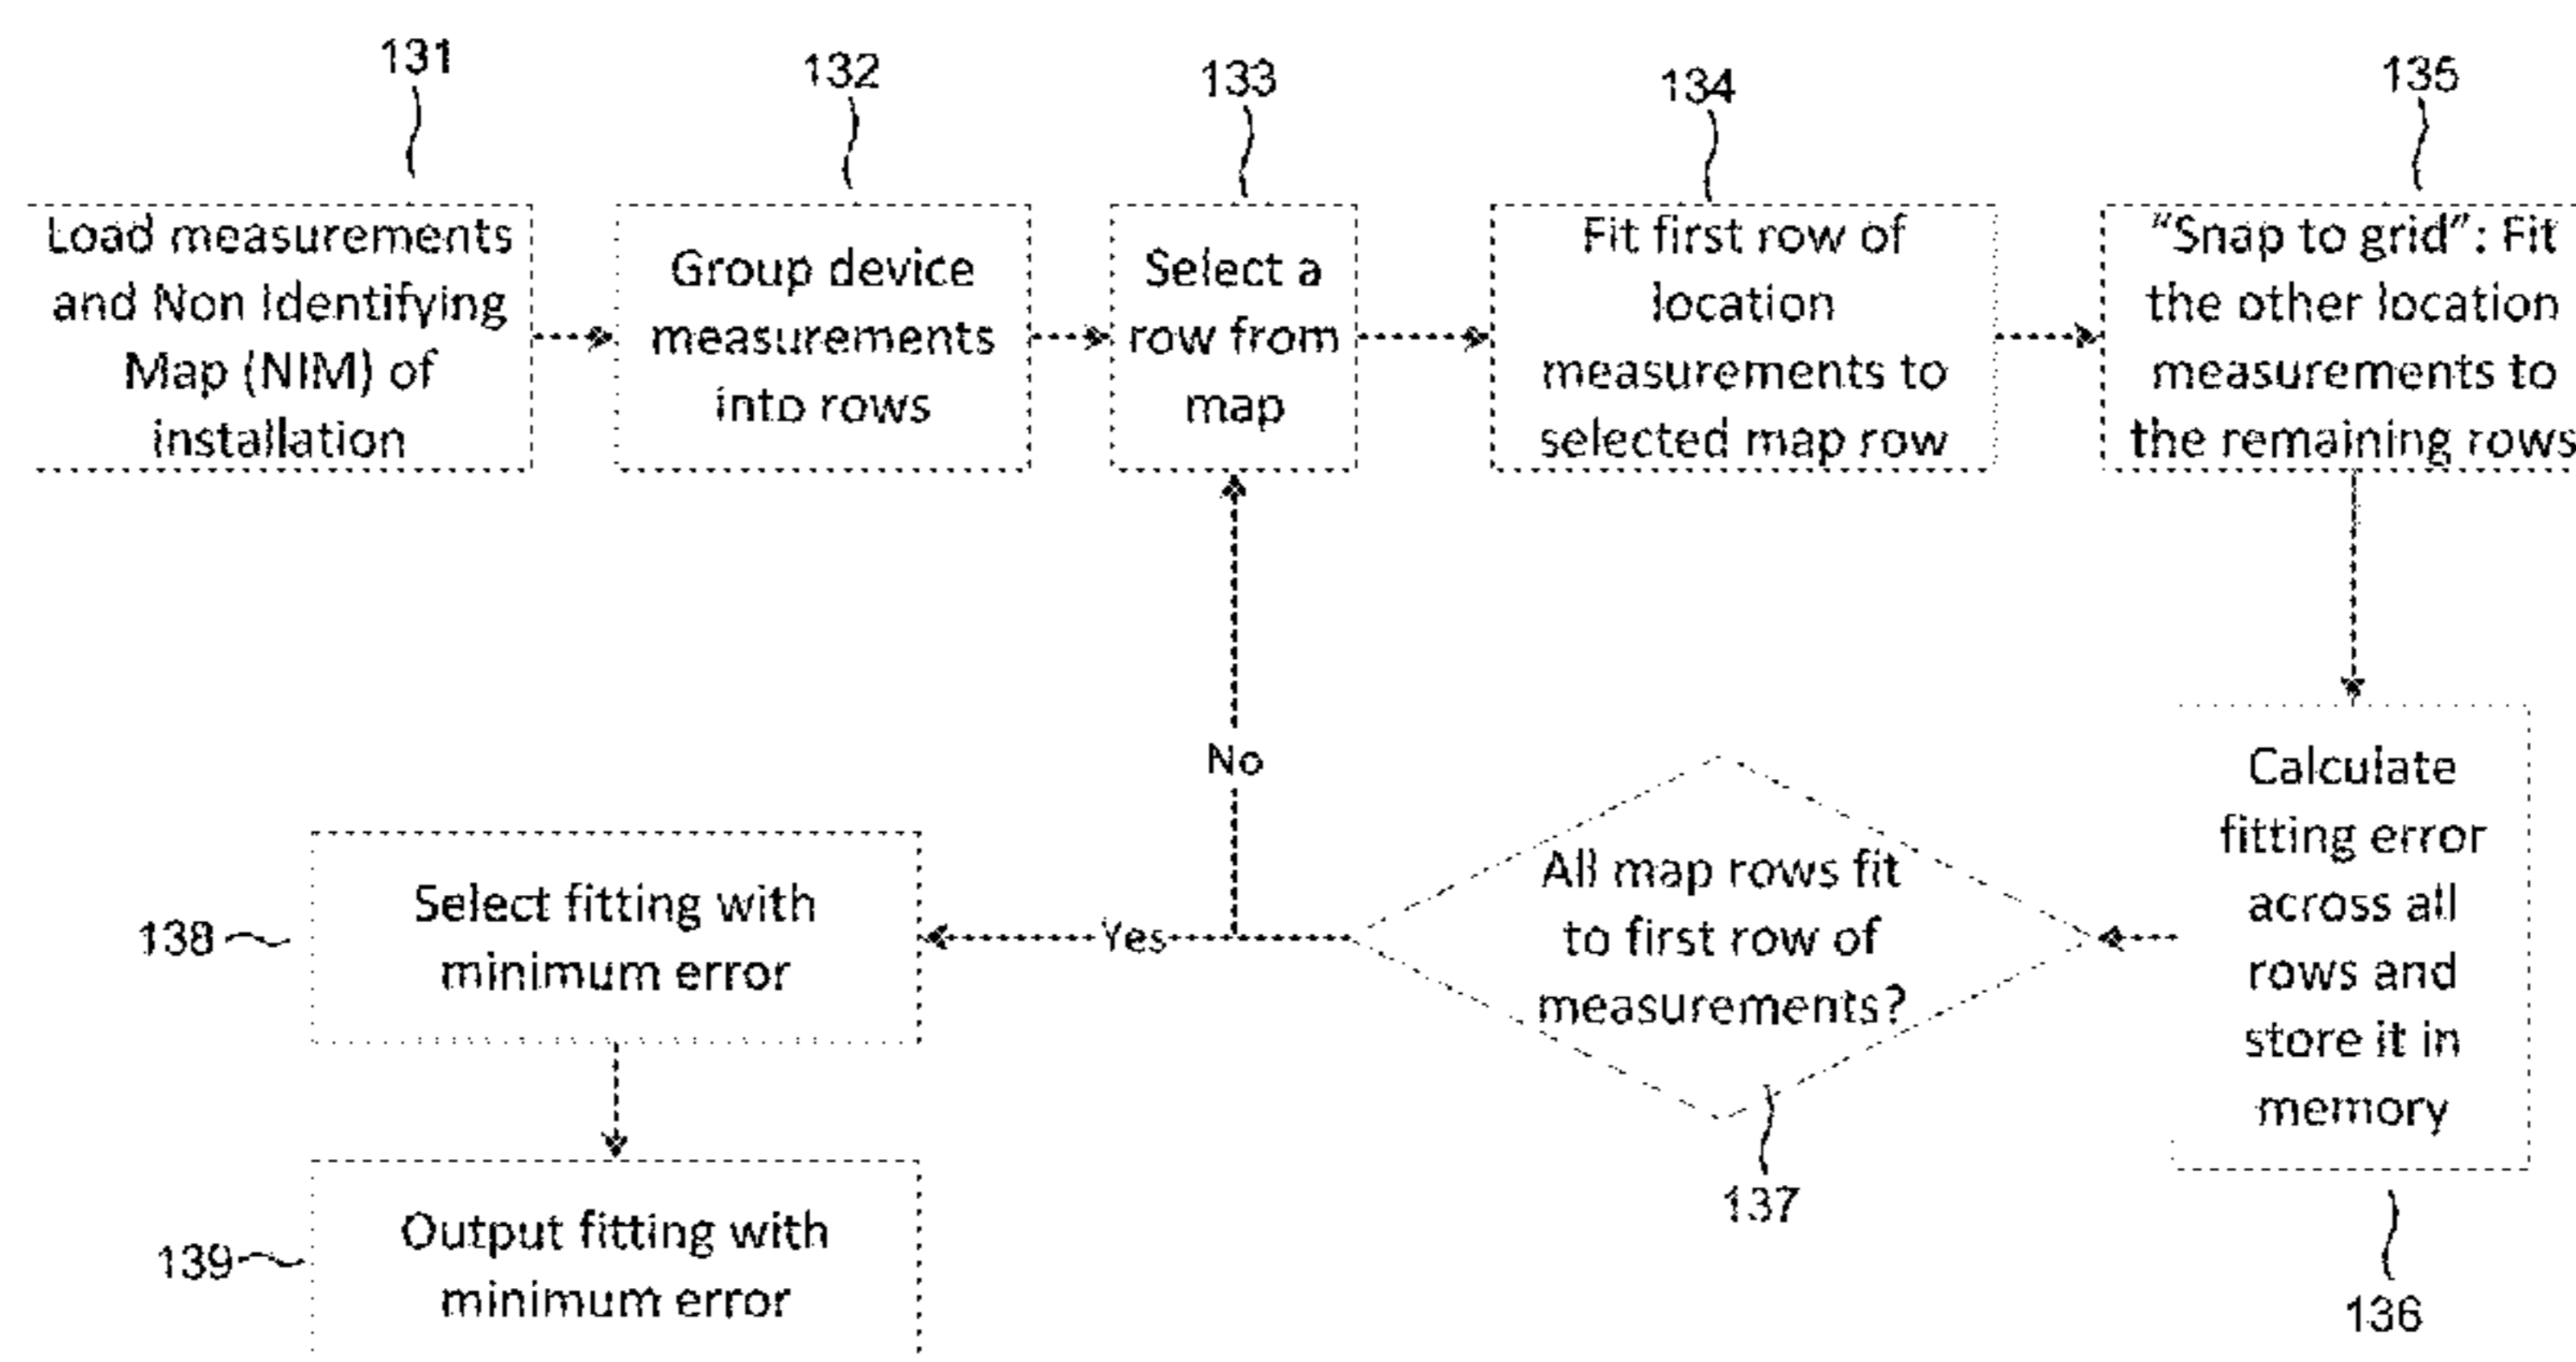 131
132
133
134
135
Load measurements
and Non Identifying
Map (NIM) of
installation
Group device
measurements
into rows
Select a
row from
map
Fit first row of
location
measurements to
selected map row
"Snap to grid": Fit
the other location
measurements to
the remaining rows
No
Calculate
fitting error
across all
rows and
store it in
memory
136
All map rows fit
to first row of
measurements?
137
Yes
138
Select fitting with
minimum error
139
Output fitting with
minimum error